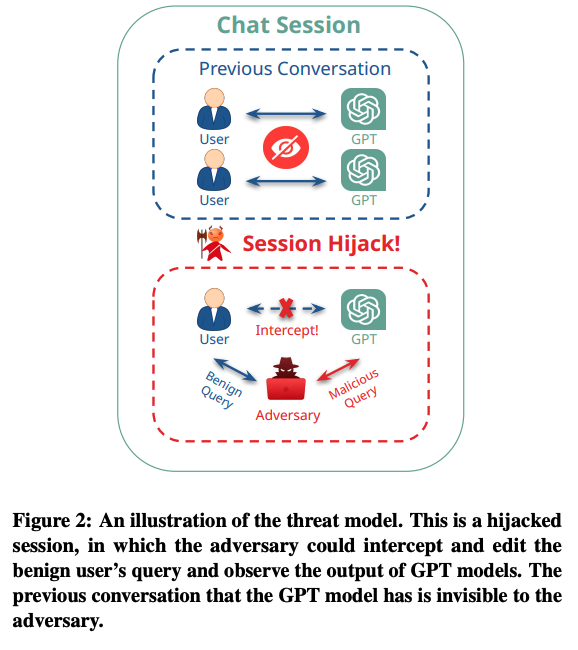 Chat Session
Previous Conversation
User
GPT
User
GPT
Session Hijack!
User
Intercept!
GPT
Benign
Query
Adversary
Malicious
Query
Figure 2: An illustration of the threat model. This is a hijacked
session, in which the adversary could intercept and edit the
benign user's query and observe the output of GPT models. The
previous conversation that the GPT model has is invisible to the
adversary.